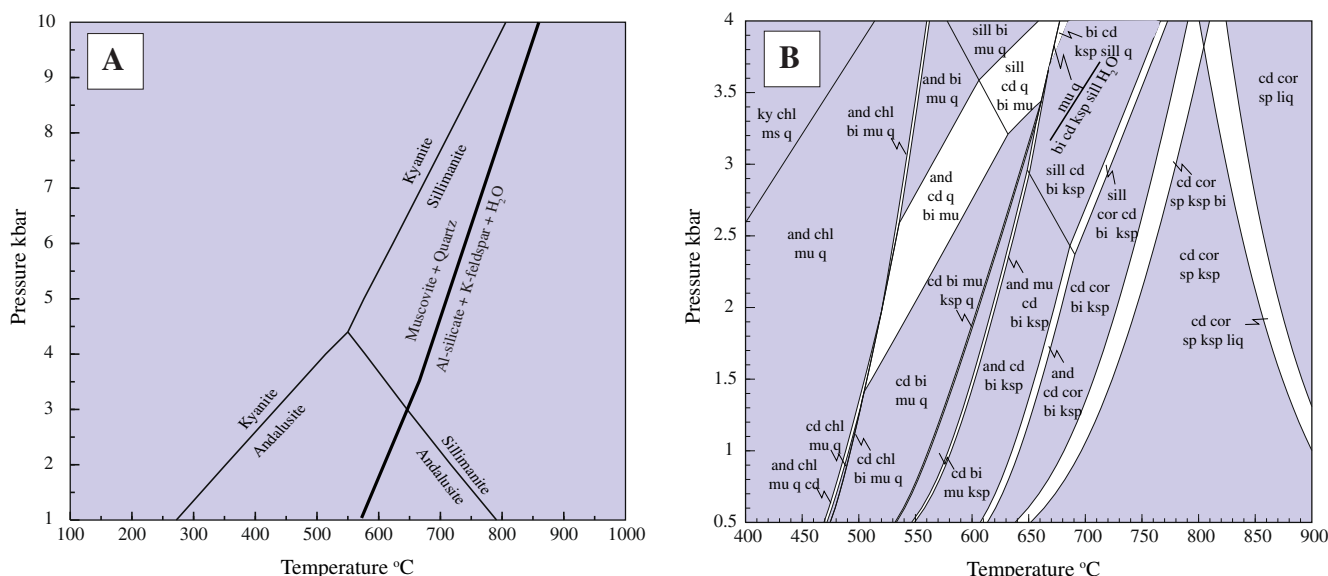 A
10
9
8
7
6
5
4
3
2
1
Pressure kbar
100
200
300
400
500
600
700
800
900
1000
Temperature ºC
Kyanite
Sillimanite
Kyanite
Andalusite
Sillimanite
Andalusite
Muscovite + Quartz
Al-silicate + K-feldspar + H₂O
B
4
3.5
3
2.5
2
1.5
1
0.5
Pressure kbar
400
450
500
550
600
650
700
750
800
850
900
Temperature ºC
ky chl
ms q
and chl
bi mu q
and bi
mu q
sill bi
mu q
sill
cd q
bi mu
bi cd
ksp sill q
mu q
bi cd ksp sill H₂O
cd cor
sp liq
and
cd q
bi mu
and chl
mu q
sill cd
bi ksp
sill
cor cd
bi ksp
cd cor
sp ksp bi
cd bi mu
ksp q
and mu
cd
bi ksp
cd cor
bi ksp
cd cor
sp ksp
cd cor
sp ksp liq
cd bi
mu q
and cd
bi ksp
and
cd cor
bi ksp
cd chl
mu q
and chl
mu q cd
cd chl
bi mu q
cd bi
mu ksp